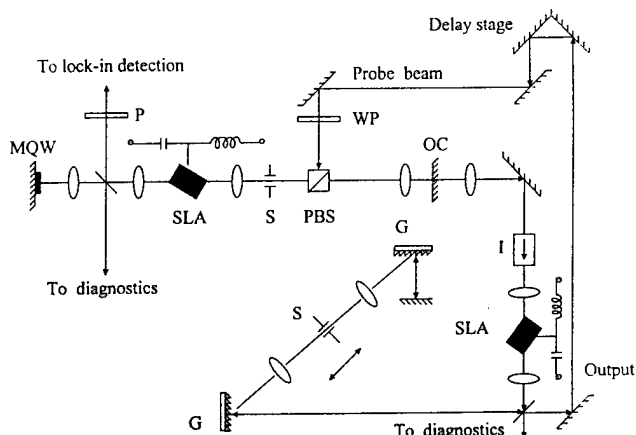 Delay stage
To lock-in detection
Probe beam
P
WP
MQW
OC
SLA
S
PBS
G
I
To diagnostics
S
SLA
Output
G
To diagnostics